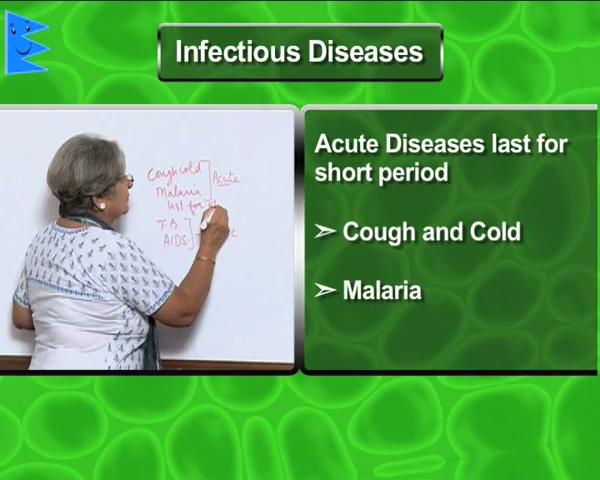 Infectious Diseases
Cough cold
Acute
Malaria
last for
T.B
AIDS
Acute Diseases last for
short period
➢ Cough and Cold
➢ Malaria